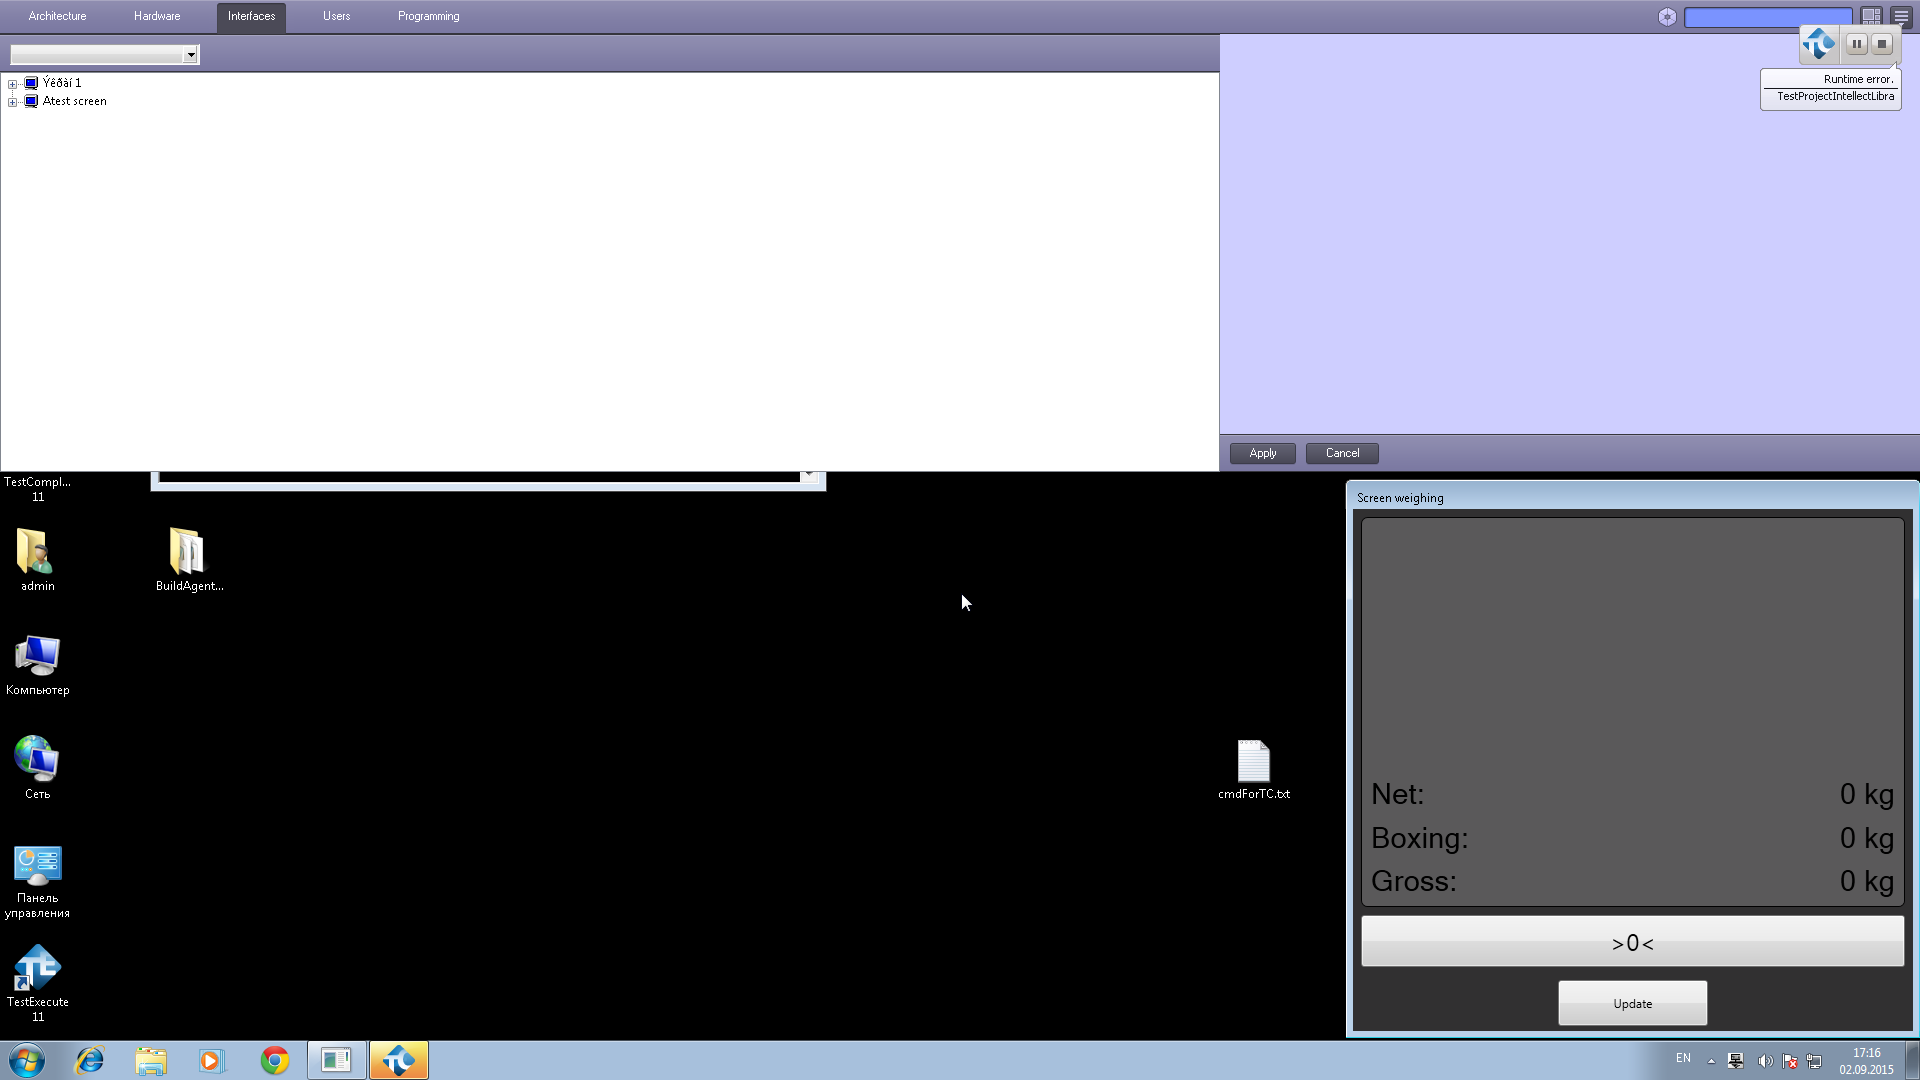 Architecture Hardware Interfaces Users Programming
Ýêðàí 1
Atest screen
Runtime error.
TestProjectIntellectLibra
Apply Cancel
TestCompl...
11
admin
BuildAgent...
Компьютер
Сеть
cmdForTC.txt
Панель
управления
TestExecute
11
Screen weighing
Net: 0 kg
Boxing: 0 kg
Gross: 0 kg
>0<
Update
EN
17:16
02.09.2015